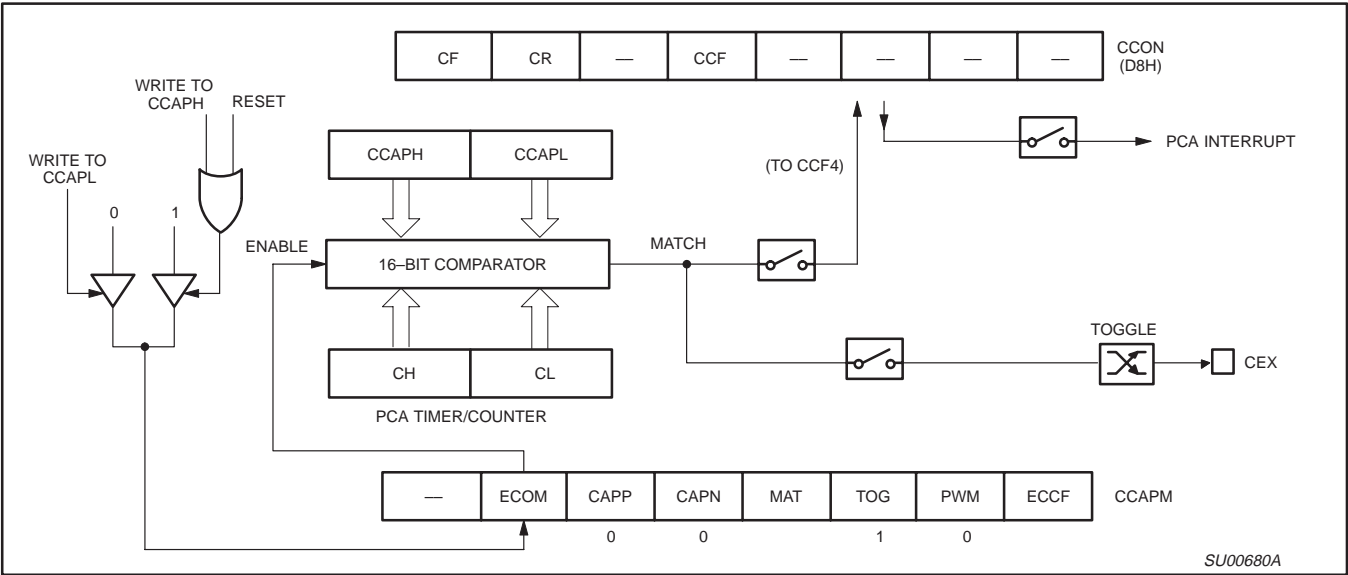 CF CR — CCF — — — — CCON
(D8H)
WRITE TO
CCAPH RESET
CCAPH CCAPL
PCA INTERRUPT
WRITE TO
CCAPL
(TO CCF4)
0 1
ENABLE
MATCH
16–BIT COMPARATOR
TOGGLE
CH CL
CEX
PCA TIMER/COUNTER
— ECOM CAPP CAPN MAT TOG PWM ECCF CCAPM
0 0 1 0
SU00680A